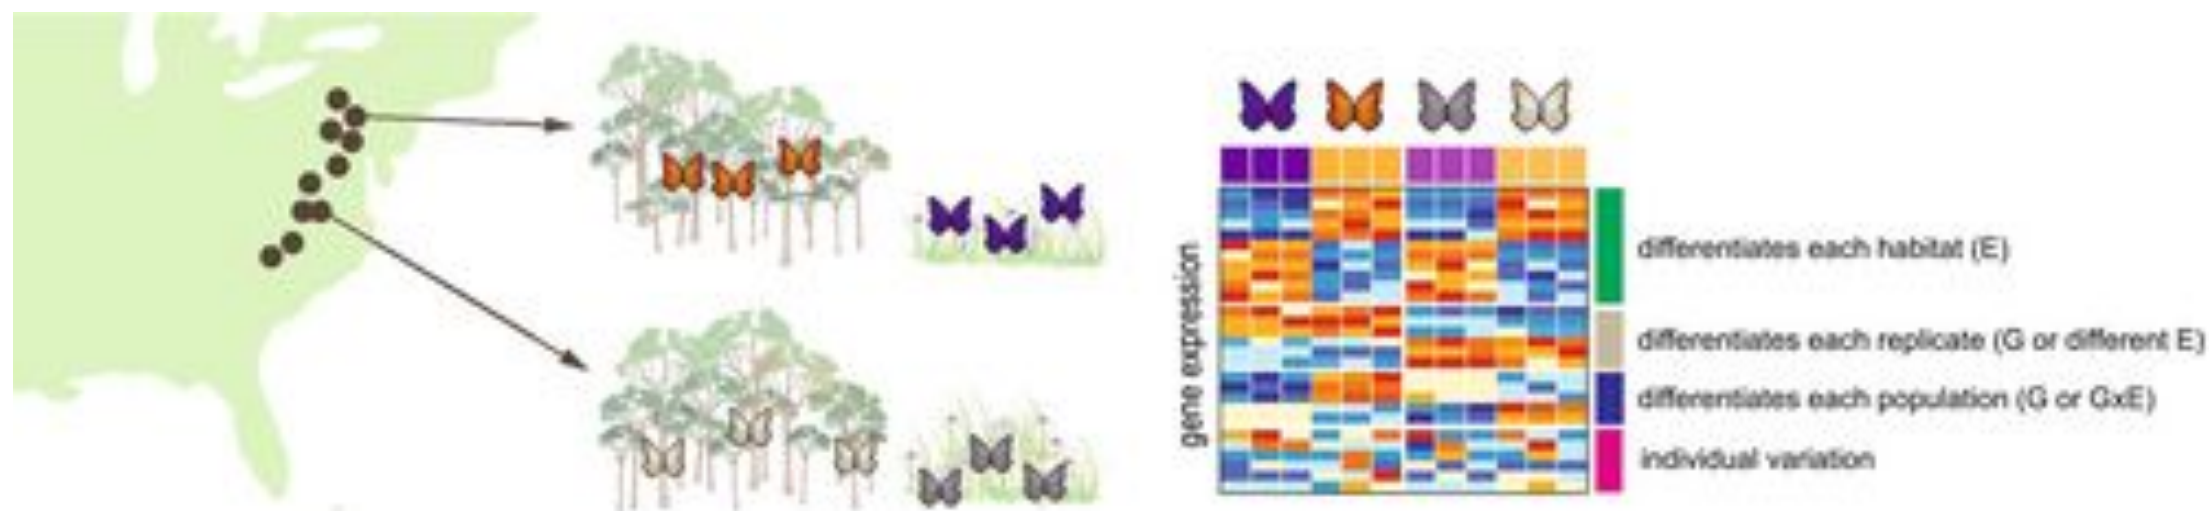 gene expression
differentiates each habitat (E)
differentiates each replicate (G or different E)
differentiates each population (G or GxE)
individual variation